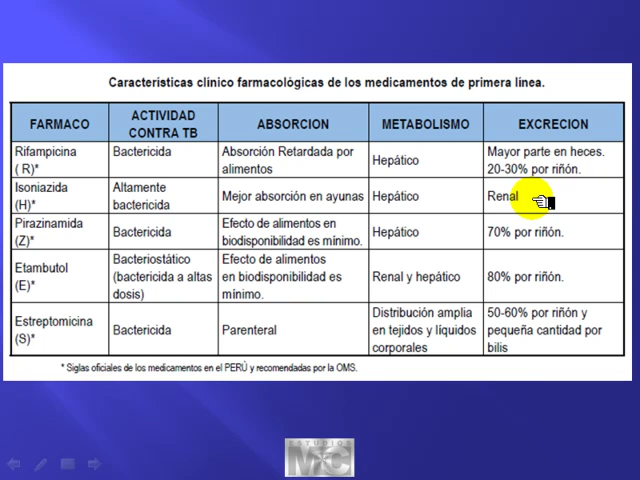 Características clínico farmacológicas de los medicamentos de primera línea.
FARMACO
ACTIVIDAD
CONTRA TB
ABSORCION
METABOLISMO
EXCRECION
Rifampicina
( R)*
Bactericida
Absorción Retardada por
alimentos
Hepático
Mayor parte en heces.
20-30% por riñón.
Isoniazida
(H)*
Altamente
bactericida
Mejor absorción en ayunas
Hepático
Renal
Pirazinamida
(Z)*
Bactericida
Efecto de alimentos en
biodisponibilidad es mínimo.
Hepático
70% por riñón.
Etambutol
(E)*
Bacteriostático
(bactericida a altas
dosis)
Efecto de alimentos
en biodisponibilidad es
mínimo.
Renal y hepático
80% por riñón.
Estreptomicina
(S)*
Bactericida
Parenteral
Distribución amplia
en tejidos y líquidos
corporales
50-60% por riñón y
pequeña cantidad por
bilis
* Siglas oficiales de los medicamentos en el PERÚ y recomendadas por la OMS.
ESTUDIOS
MC